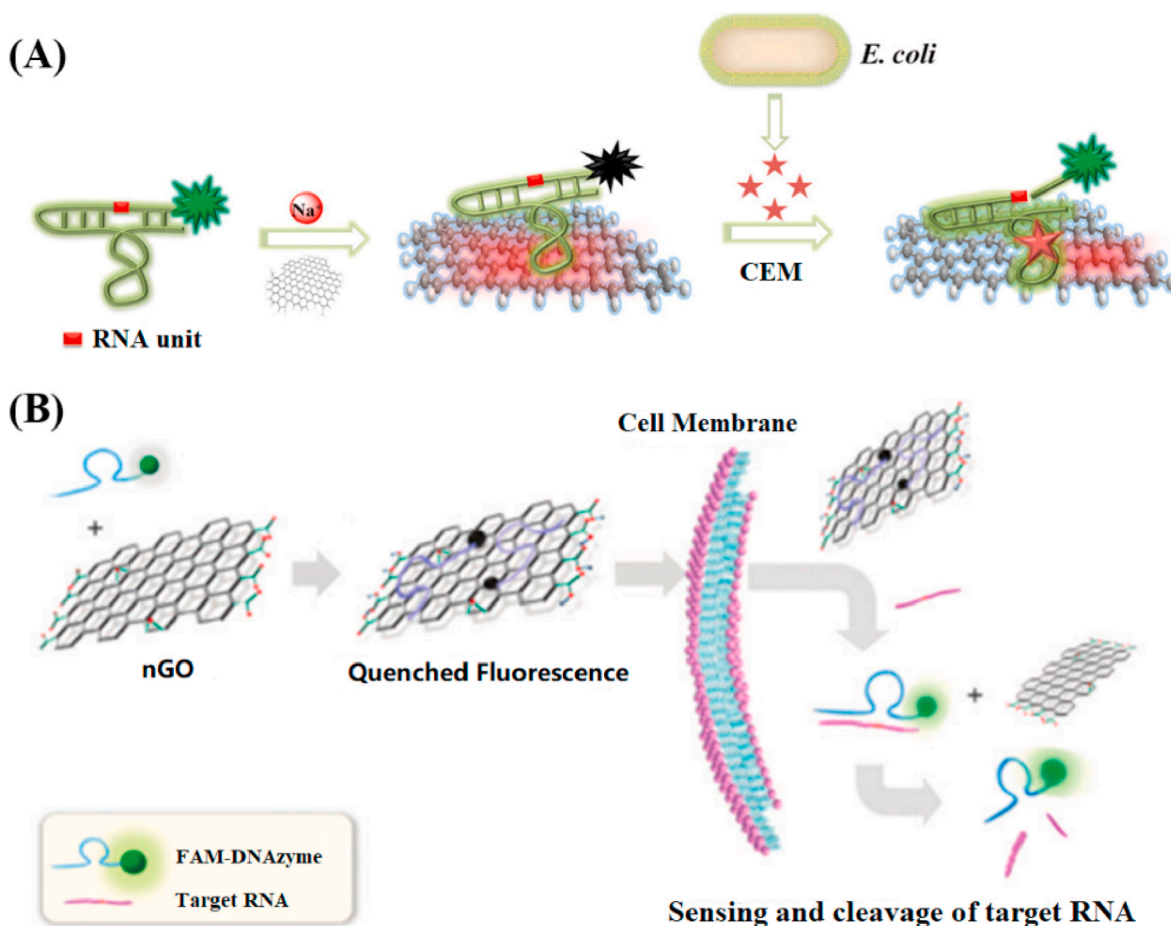 (A)
E. coli
Na+
CEM
RNA unit
(B)
Cell Membrane
+
nGO
Quenched Fluorescence
+
FAM-DNAzyme
Target RNA
Sensing and cleavage of target RNA